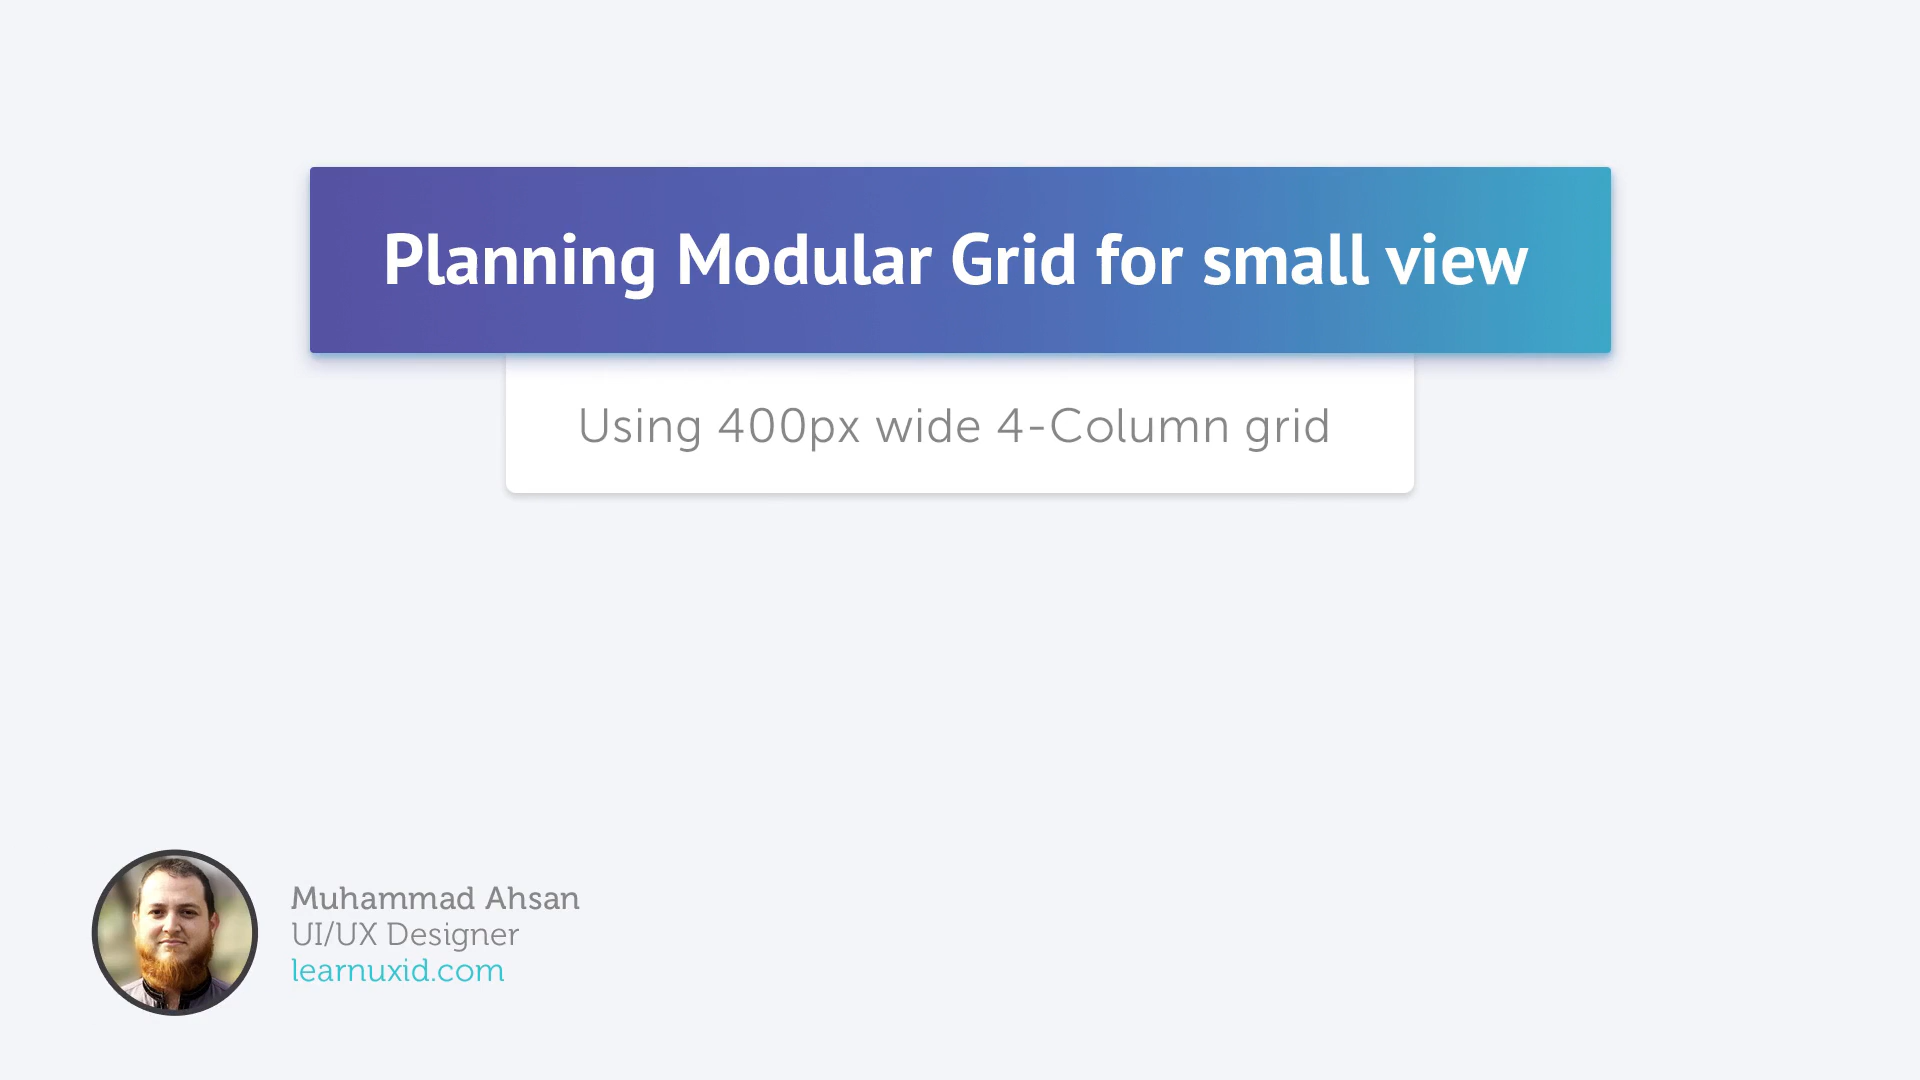 Planning Modular Grid for small view
Using 400px wide 4-Column grid
Muhammad Ahsan
UI/UX Designer
learnuxid.com